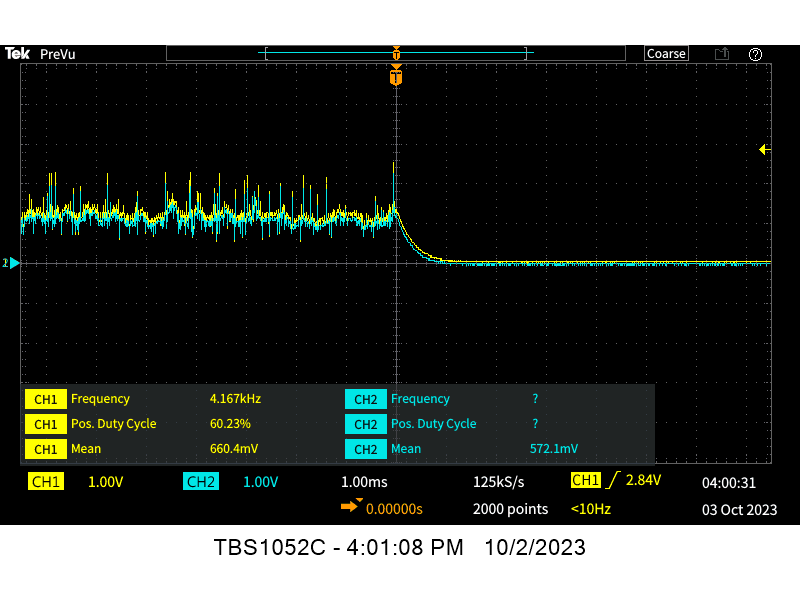 Tek PreVu Coarse
T
T
2
CH1 Frequency 4.167kHz CH2 Frequency ?
CH1 Pos. Duty Cycle 60.23% CH2 Pos. Duty Cycle ?
CH1 Mean 660.4mV CH2 Mean 572.1mV
CH1 1.00V CH2 1.00V 1.00ms 125kS/s CH1 2.84V 04:00:31
0.00000s 2000 points <10Hz 03 Oct 2023
TBS1052C - 4:01:08 PM 10/2/2023